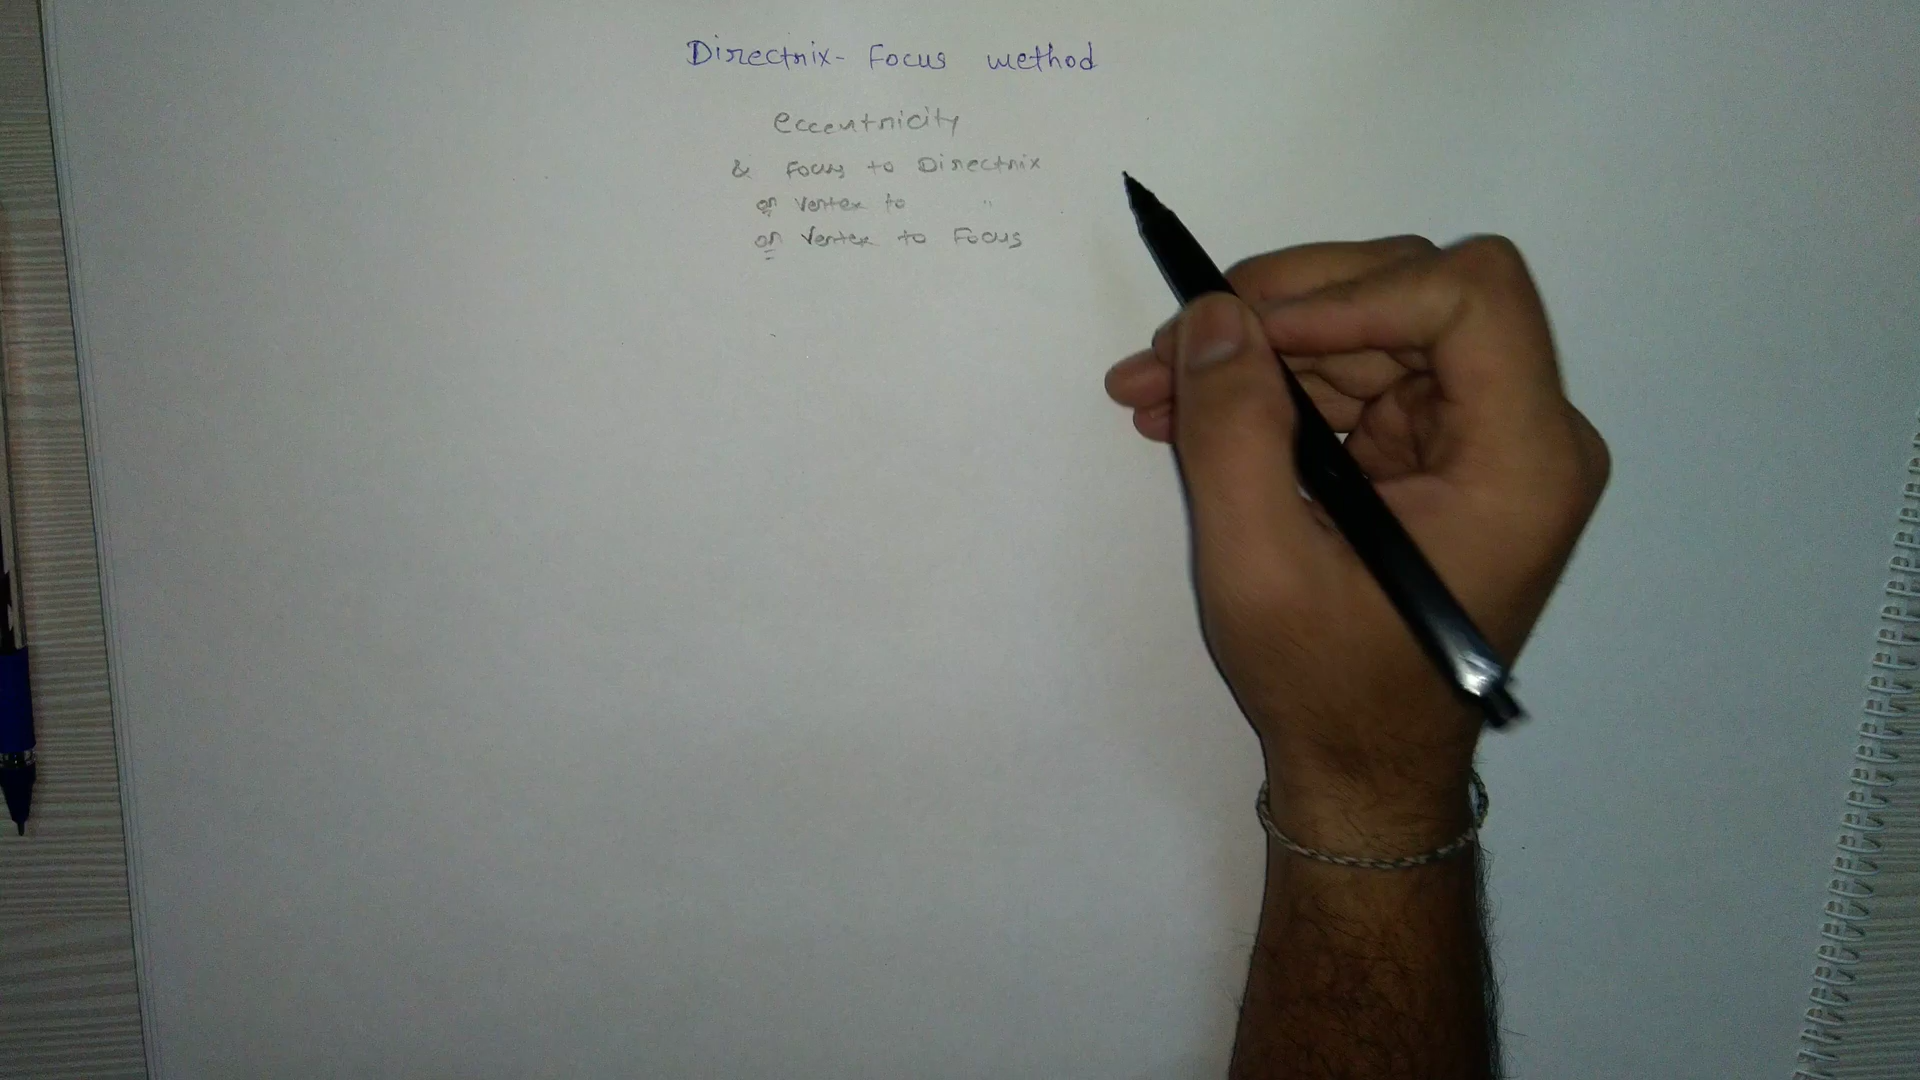 Directrix - Focus method
eccentricity
& Focus to Directrix
or Vertex to "
or Vertex to Focus